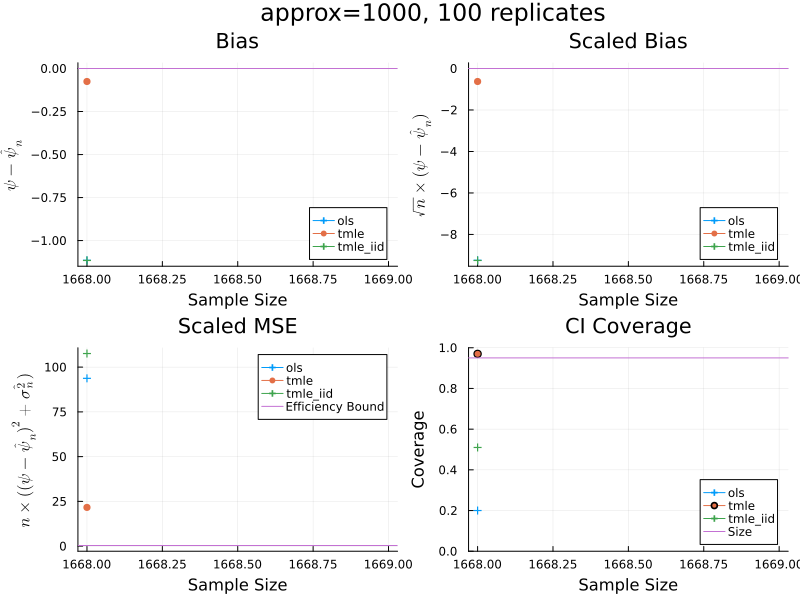 approx=1000, 100 replicates
Bias
ψ − ψ̂ₙ
0.00
−0.25
−0.50
−0.75
−1.00
ols
tmle
tmle_iid
1668.00 1668.25 1668.50 1668.75 1669.00
Sample Size
Scaled Bias
√n × (ψ − ψ̂ₙ)
0
−2
−4
−6
−8
ols
tmle
tmle_iid
1668.00 1668.25 1668.50 1668.75 1669.00
Sample Size
Scaled MSE
n × ((ψ − ψ̂ₙ)² + σ̂²ₙ)
100
75
50
25
0
ols
tmle
tmle_iid
Efficiency Bound
1668.00 1668.25 1668.50 1668.75 1669.00
Sample Size
CI Coverage
Coverage
1.0
0.8
0.6
0.4
0.2
0.0
ols
tmle
tmle_iid
Size
1668.00 1668.25 1668.50 1668.75 1669.00
Sample Size